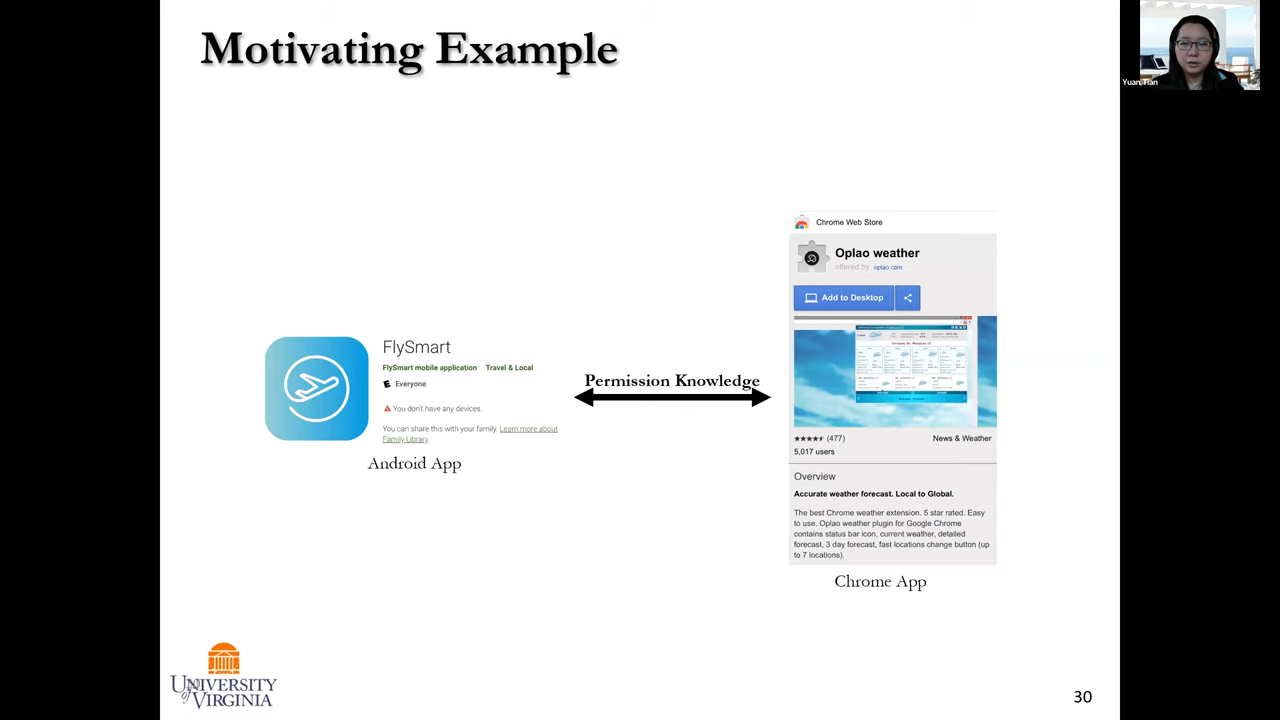 Motivating Example
Yuan Tian
Chrome Web Store
Oplao weather
offered by oplao.com
Add to Desktop
FlySmart
FlySmart mobile application Travel & Local
Everyone
You don't have any devices.
You can share this with your family. Learn more about
Family Library
Android App
Permission Knowledge
(477) News & Weather
5,017 users
Overview
Accurate weather forecast. Local to Global.
The best Chrome weather extension. 5 star rated. Easy
to use. Oplao weather plugin for Google Chrome
contains status bar icon, current weather, detailed
forecast, 3 day forecast, fast locations change button (up
to 7 locations).
Chrome App
UNIVERSITY
of VIRGINIA
30